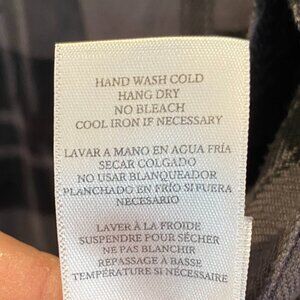 HAND WASH COLD
HANG DRY
NO BLEACH
COOL IRON IF NECESSARY
LAVAR A MANO EN AGUA FRÍA
SECAR COLGADO
NO USAR BLANQUEADOR
PLANCHADO EN FRÍO SI FUERA
NECESARIO
LAVER À LA FROIDE
SUSPENDRE POUR SÉCHER
NE PAS BLANCHIR
REPASSAGE À BASSE
TEMPÉRATURE SI NÉCESSAIRE